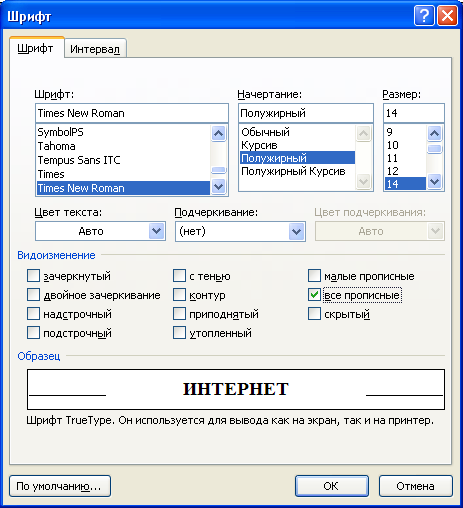 Шрифт
Шрифт Интервал
Шрифт: Начертание: Размер:
Times New Roman Полужирный 14
SymbolPS Обычный 9
Tahoma Курсив 10
Tempus Sans ITC Полужирный 11
Times Полужирный Курсив 12
Times New Roman 14
Цвет текста: Подчеркивание: Цвет подчеркивания:
Авто (нет) Авто
Видоизменение
зачеркнутый с тенью малые прописные
двойное зачеркивание контур все прописные
надстрочный приподнятый скрытый
подстрочный утопленный
Образец
ИНТЕРНЕТ
Шрифт TrueType. Он используется для вывода как на экран, так и на принтер.
По умолчанию... ОК Отмена